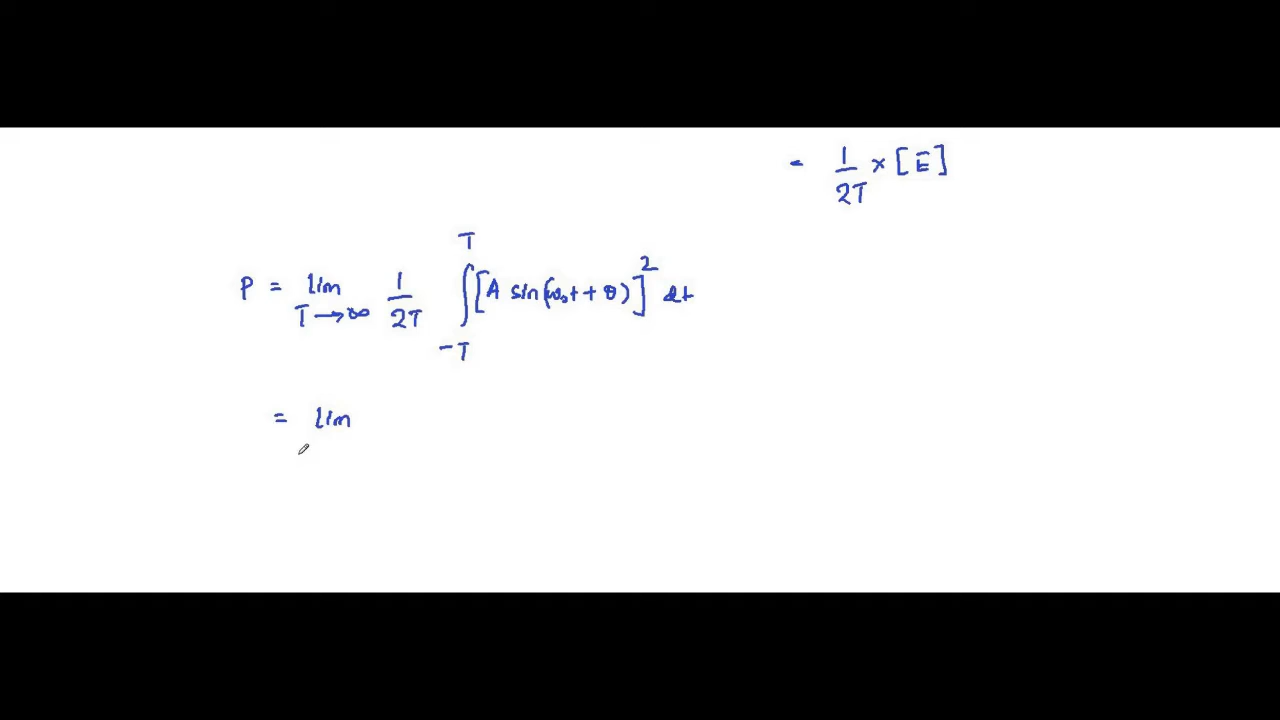 = 1/2T × [E]
P = lim T→∞ 1/2T ∫_{-T}^{T} [A sin(ω₀t + θ)]² dt
= lim